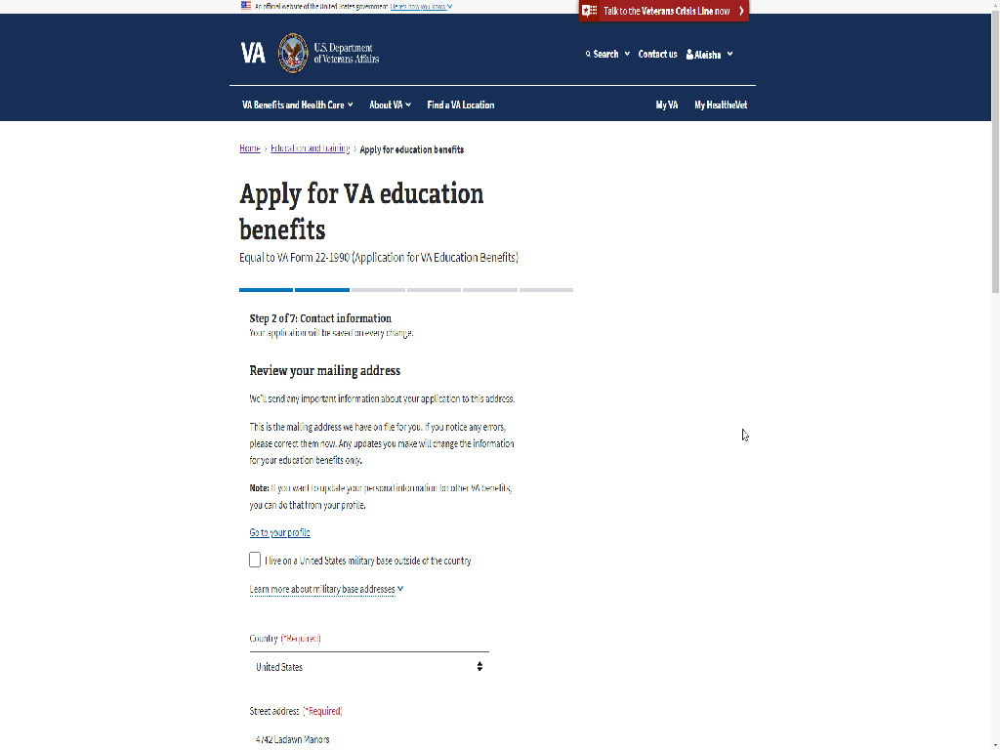 An official website of the United States government Here's how you know
Talk to the Veterans Crisis Line now
VA U.S. Department of Veterans Affairs
Search Contact us Aleisha
VA Benefits and Health Care About VA Find a VA Location My VA My HealtheVet
Home › Education and training › Apply for education benefits
Apply for VA education
benefits
Equal to VA Form 22-1990 (Application for VA Education Benefits)
Step 2 of 7: Contact information
Your application will be saved on every change.
Review your mailing address
We'll send any important information about your application to this address.
This is the mailing address we have on file for you. If you notice any errors,
please correct them now. Any updates you make will change the information
for your education benefits only.
Note: If you want to update your personal information for other VA benefits,
you can do that from your profile.
Go to your profile
I live on a United States military base outside of the country
Learn more about military base addresses
Country (*Required)
United States
Street address (*Required)
4742 Ladawn Manors